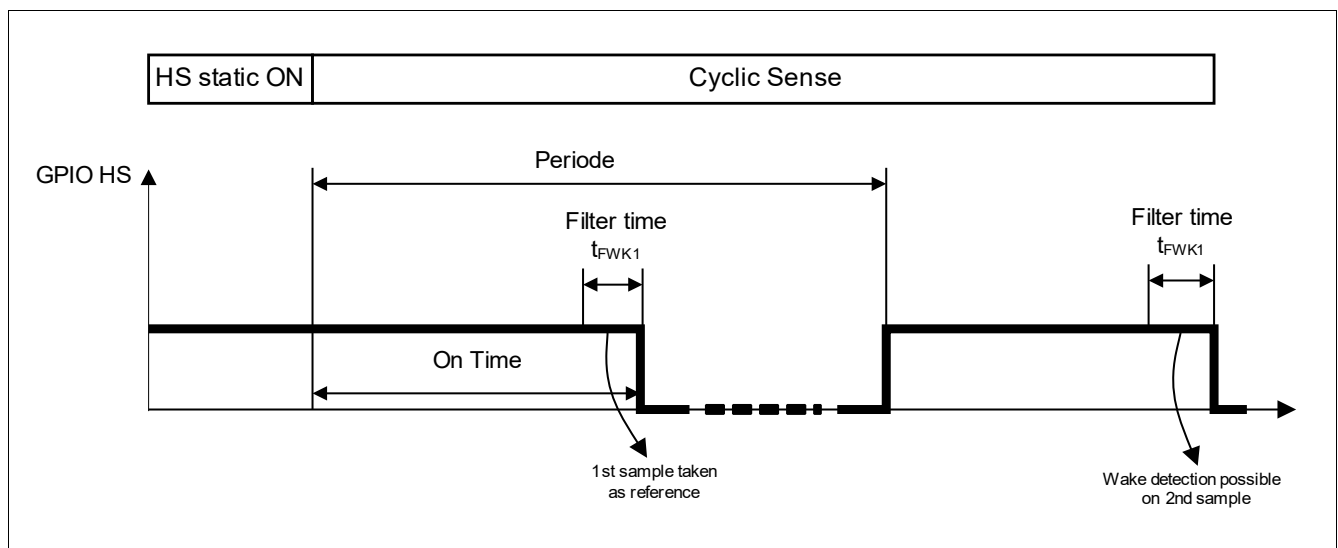 HS static ON
Cyclic Sense
GPIO HS
Periode
Filter time
tFWK1
Filter time
tFWK1
On Time
1st sample taken
as reference
Wake detection possible
on 2nd sample